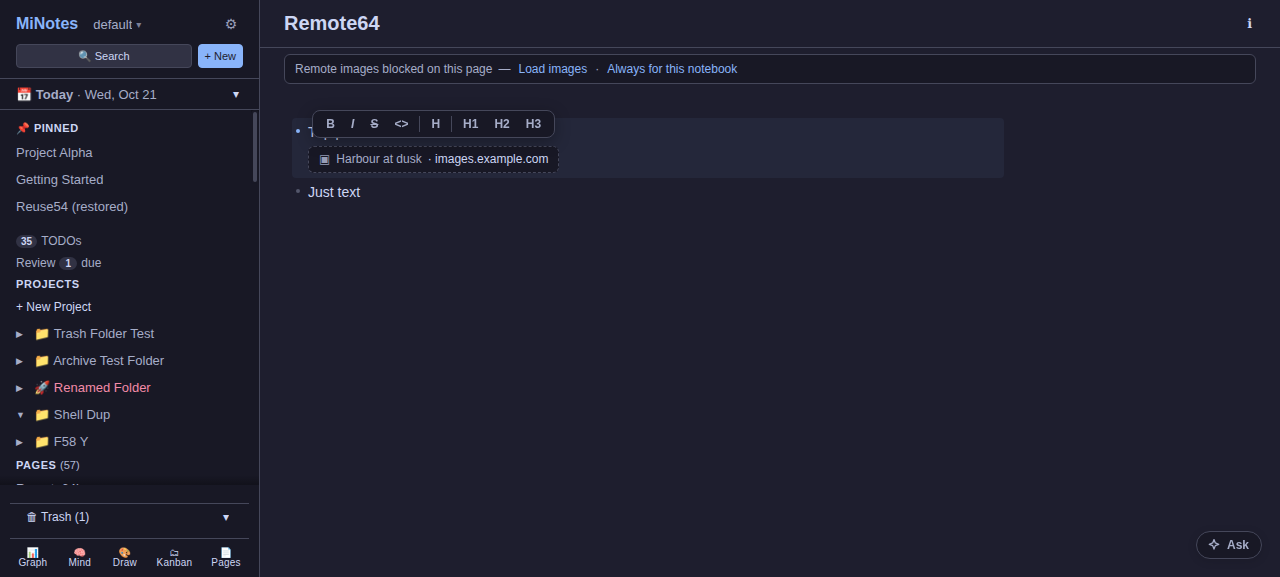 MiNotes default ▾
🔍 Search
+ New
📅 Today · Wed, Oct 21
📌 PINNED
Project Alpha
Getting Started
Reuse54 (restored)
35 TODOs
Review 1 due
PROJECTS
+ New Project
📁 Trash Folder Test
📁 Archive Test Folder
🚀 Renamed Folder
📁 Shell Dup
📁 F58 Y
PAGES (57)
🗑 Trash (1)
Graph
Mind
Draw
Kanban
Pages
Remote64
ℹ
Remote images blocked on this page — Load images · Always for this notebook
B I S <> H H1 H2 H3
Harbour at dusk · images.example.com
Just text
Ask